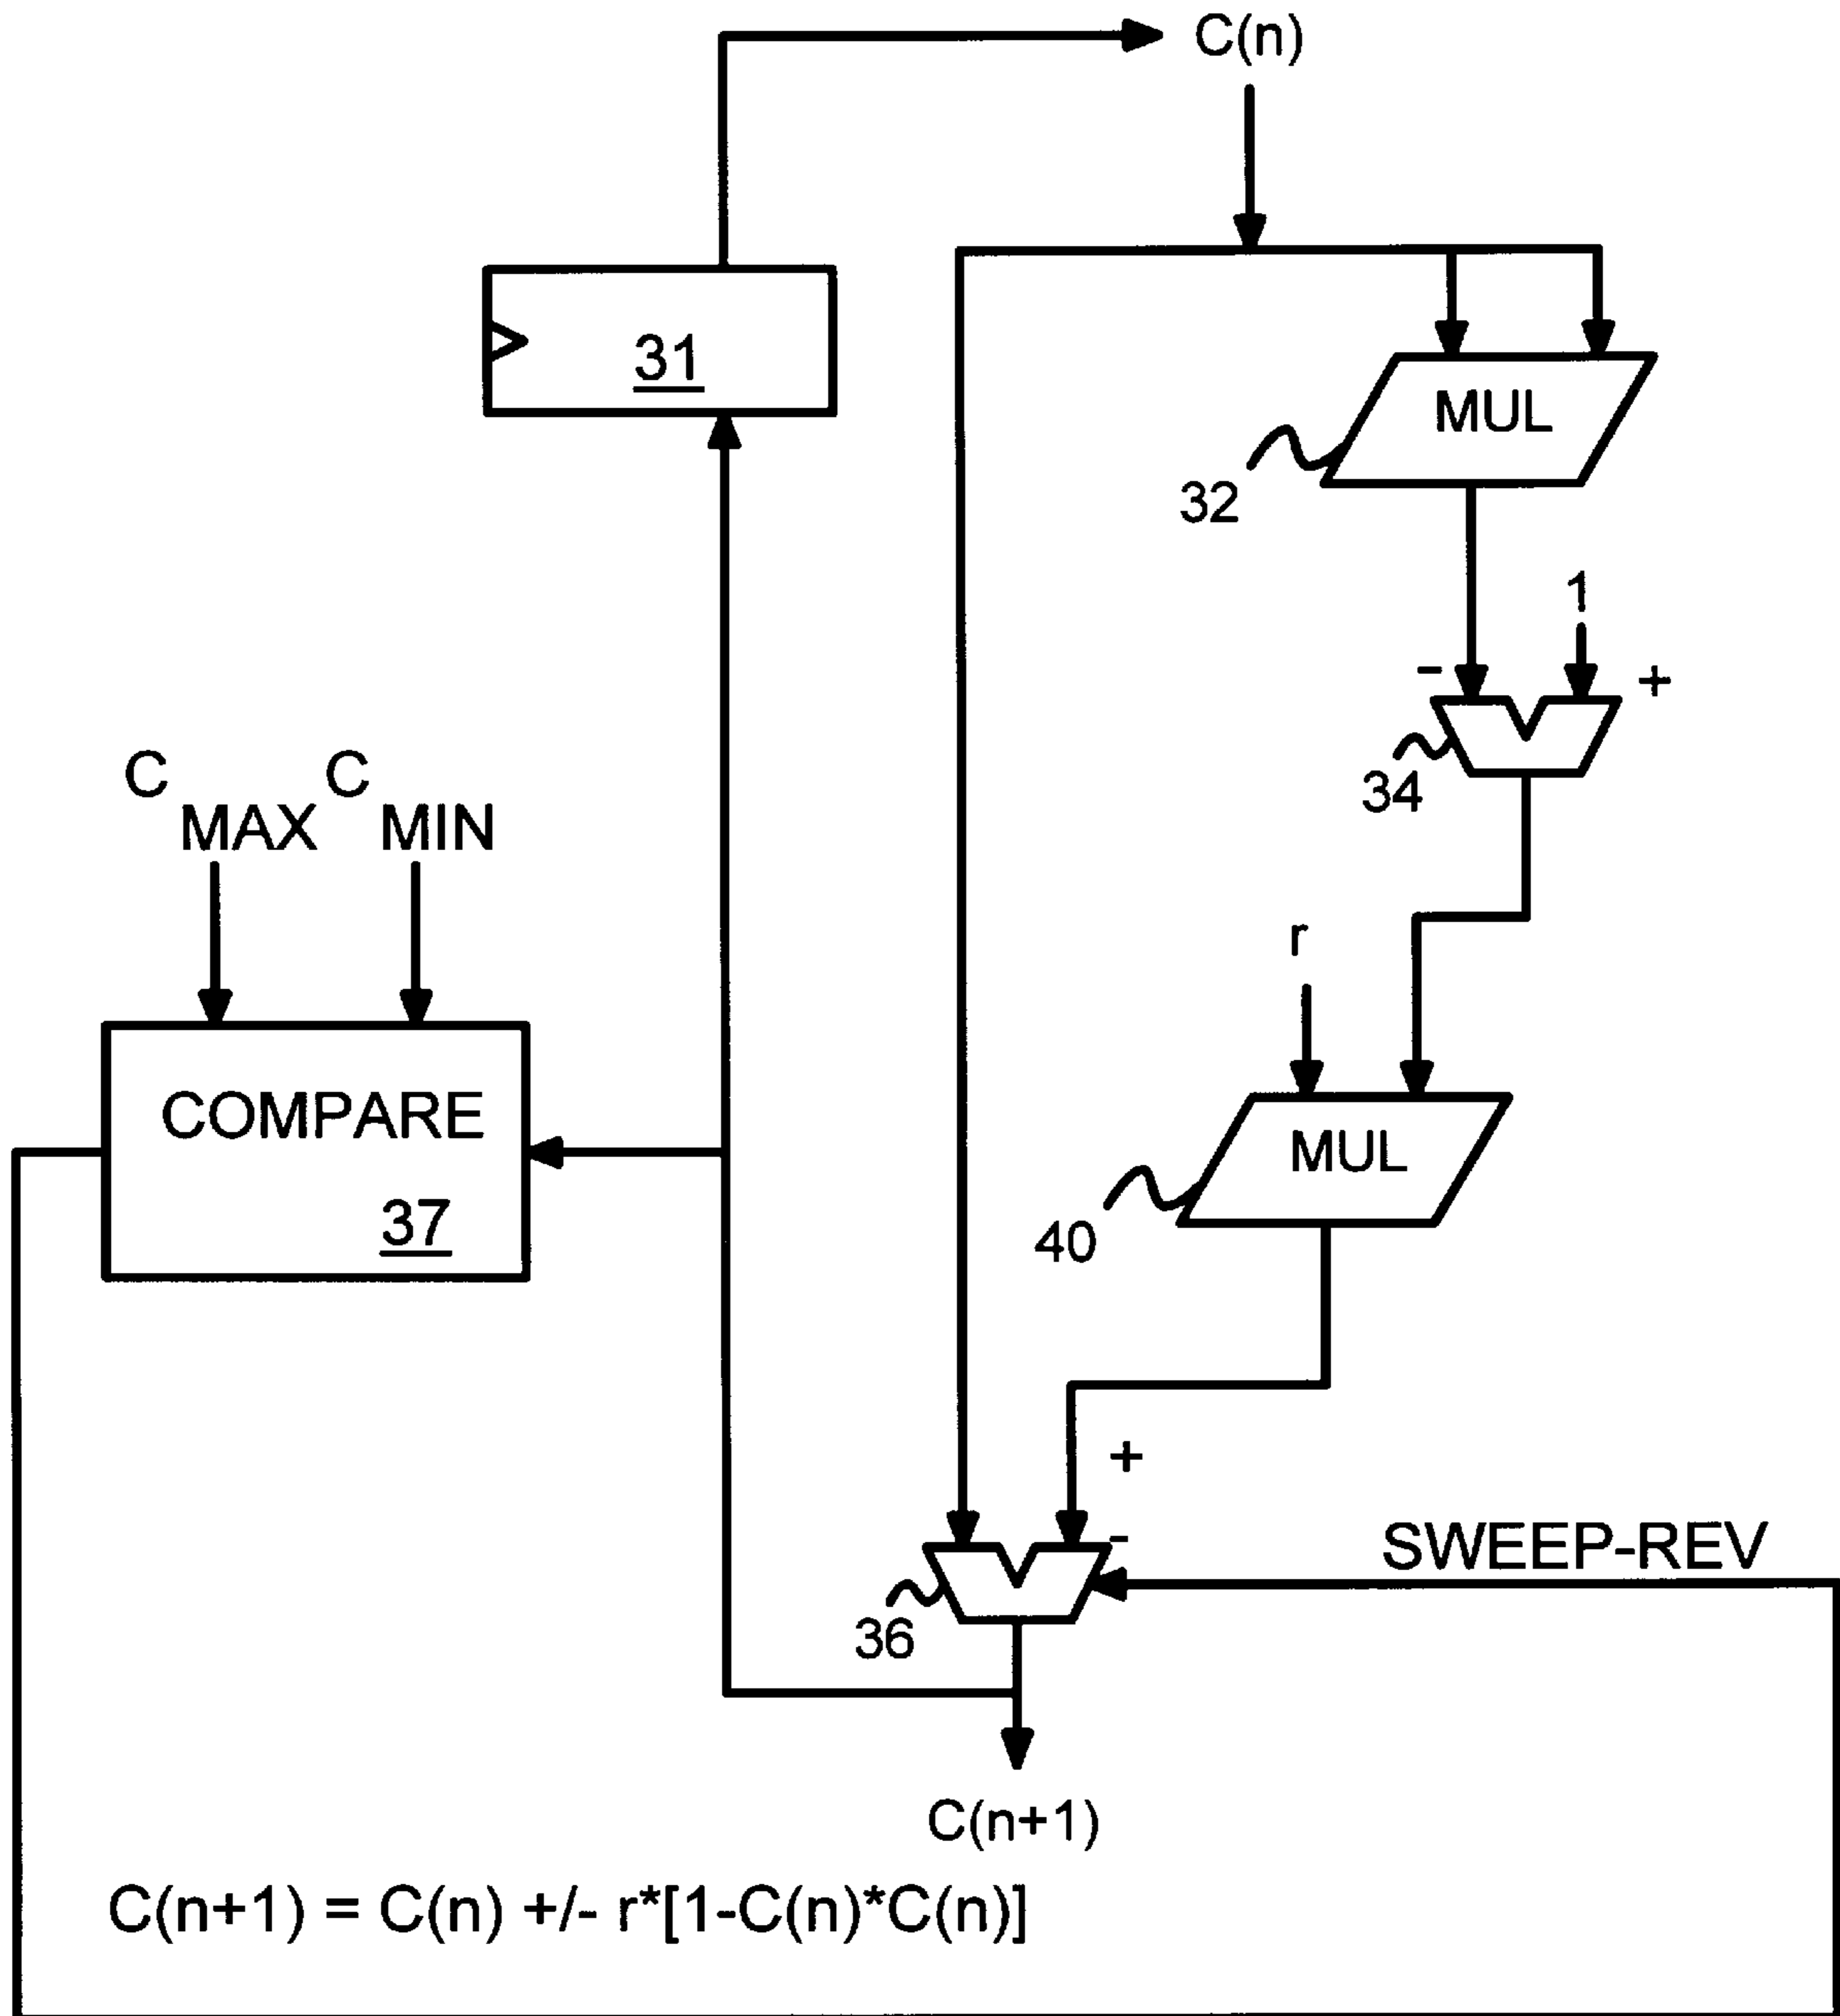 C(n)
31
MUL
32
1
- +
34
C MAX C MIN
r
COMPARE
37
MUL
40
+
-
SWEEP-REV
36
C(n+1)
C(n+1) = C(n) +/- r*[1-C(n)*C(n)]